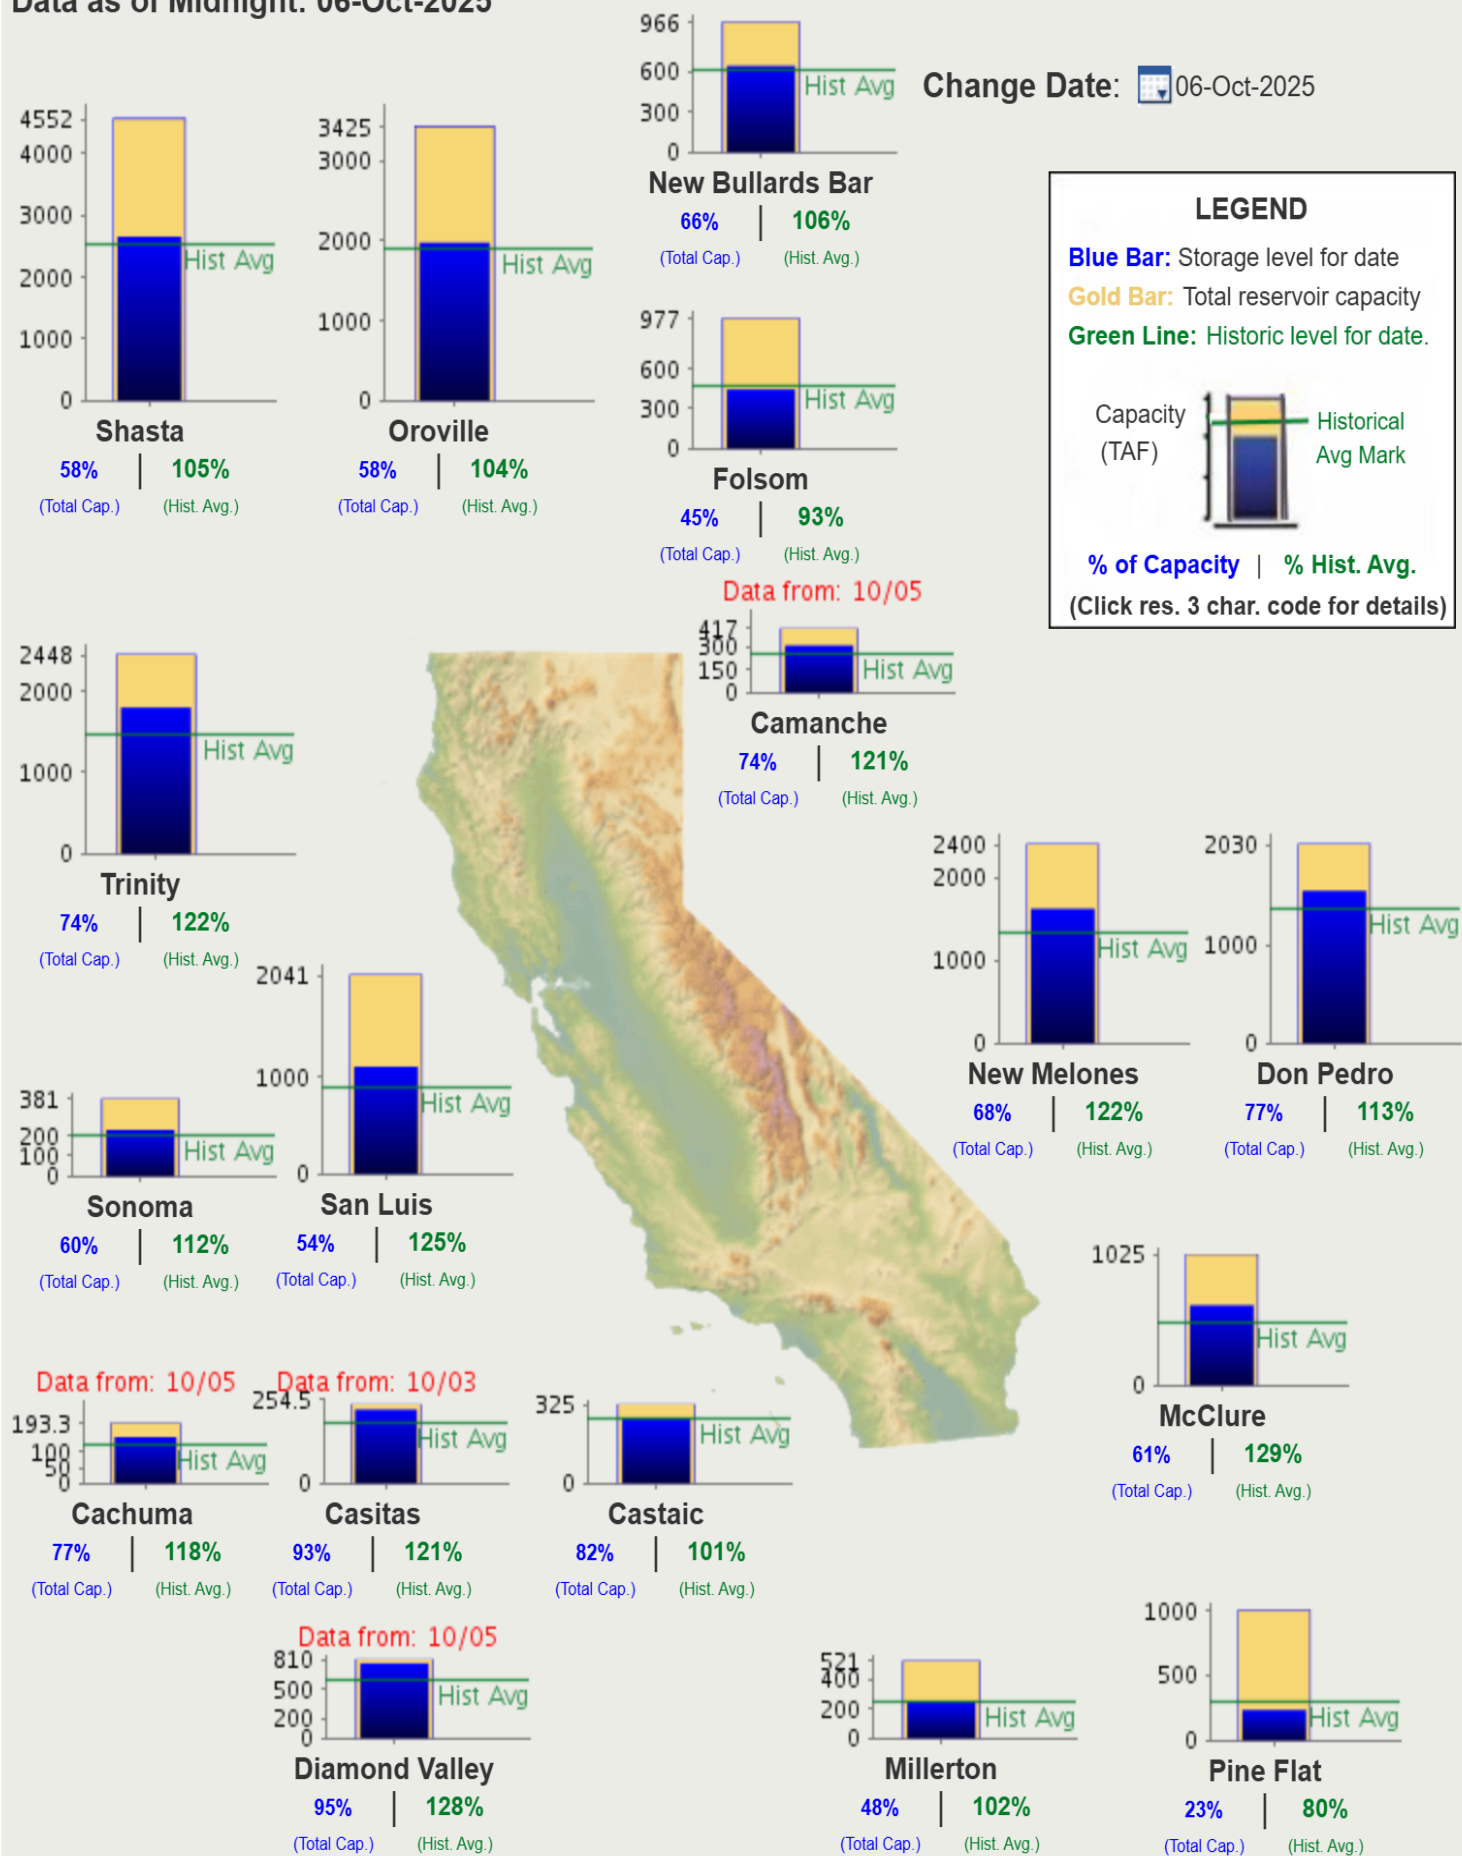 Data as of Midnight: 06-Oct-2025
966
600
300
0
Hist Avg
New Bullards Bar
66% | 106%
(Total Cap.) (Hist. Avg.)
Change Date: 06-Oct-2025
4552
4000
3000
2000
1000
0
Hist Avg
Shasta
58% | 105%
(Total Cap.) (Hist. Avg.)
3425
3000
2000
1000
0
Hist Avg
Oroville
58% | 104%
(Total Cap.) (Hist. Avg.)
977
600
300
0
Hist Avg
Folsom
45% | 93%
(Total Cap.) (Hist. Avg.)
LEGEND
Blue Bar: Storage level for date
Gold Bar: Total reservoir capacity
Green Line: Historic level for date.
Capacity
(TAF)
Historical
Avg Mark
% of Capacity | % Hist. Avg.
(Click res. 3 char. code for details)
Data from: 10/05
417
300
150
0
Hist Avg
Camanche
74% | 121%
(Total Cap.) (Hist. Avg.)
2448
2000
1000
0
Hist Avg
Trinity
74% | 122%
(Total Cap.) (Hist. Avg.)
2400
2000
1000
0
Hist Avg
New Melones
68% | 122%
(Total Cap.) (Hist. Avg.)
2030
1000
0
Hist Avg
Don Pedro
77% | 113%
(Total Cap.) (Hist. Avg.)
381
200
100
0
Hist Avg
Sonoma
60% | 112%
(Total Cap.) (Hist. Avg.)
2041
1000
0
Hist Avg
San Luis
54% | 125%
(Total Cap.) (Hist. Avg.)
1025
0
Hist Avg
McClure
61% | 129%
(Total Cap.) (Hist. Avg.)
Data from: 10/05
193.3
100
50
0
Hist Avg
Cachuma
77% | 118%
(Total Cap.) (Hist. Avg.)
Data from: 10/03
254.5
0
Hist Avg
Casitas
93% | 121%
(Total Cap.) (Hist. Avg.)
325
0
Hist Avg
Castaic
82% | 101%
(Total Cap.) (Hist. Avg.)
Data from: 10/05
810
500
200
0
Hist Avg
Diamond Valley
95% | 128%
(Total Cap.) (Hist. Avg.)
521
400
200
0
Hist Avg
Millerton
48% | 102%
(Total Cap.) (Hist. Avg.)
1000
500
0
Hist Avg
Pine Flat
23% | 80%
(Total Cap.) (Hist. Avg.)